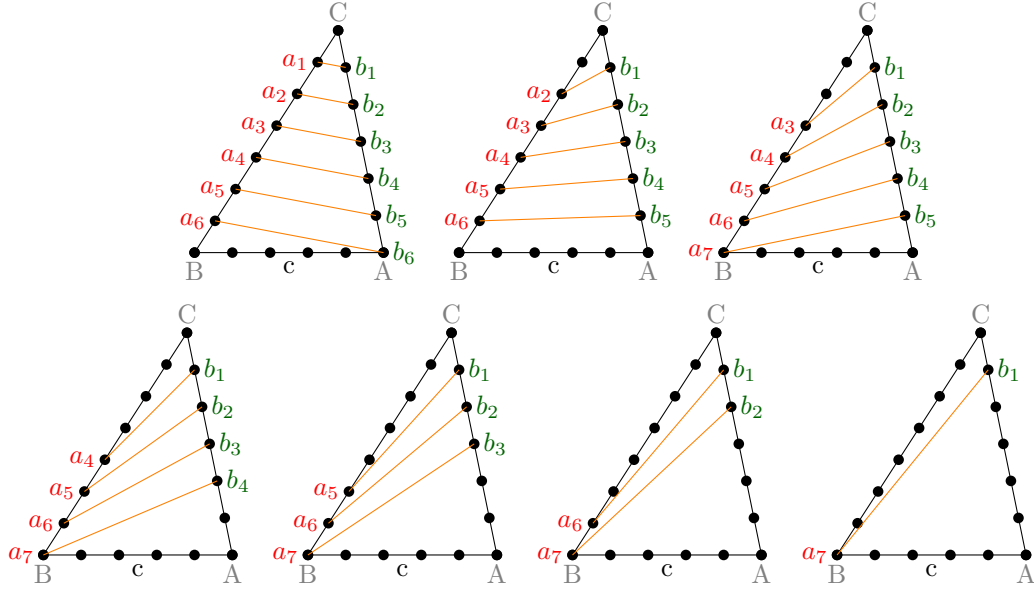 C
a₁ b₁
a₂ b₂
a₃ b₃
a₄ b₄
a₅ b₅
a₆ b₆
B c A
C
b₁
a₂ b₂
a₃ b₃
a₄ b₄
a₅ b₅
a₆
B c A
C
b₁
a₃ b₂
a₄ b₃
a₅ b₄
a₆ b₅
a₇
B c A
C
b₁
b₂
a₄ b₃
a₅ b₄
a₆
a₇
B c A
C
b₁
b₂
b₃
a₅
a₆
a₇
B c A
C
b₁
b₂
a₆
a₇
B c A
C
b₁
a₇
B c A